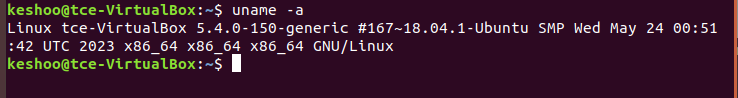 keshoo@tce-VirtualBox:~$ uname -a
Linux tce-VirtualBox 5.4.0-150-generic #167~18.04.1-Ubuntu SMP Wed May 24 00:51
:42 UTC 2023 x86_64 x86_64 x86_64 GNU/Linux
keshoo@tce-VirtualBox:~$